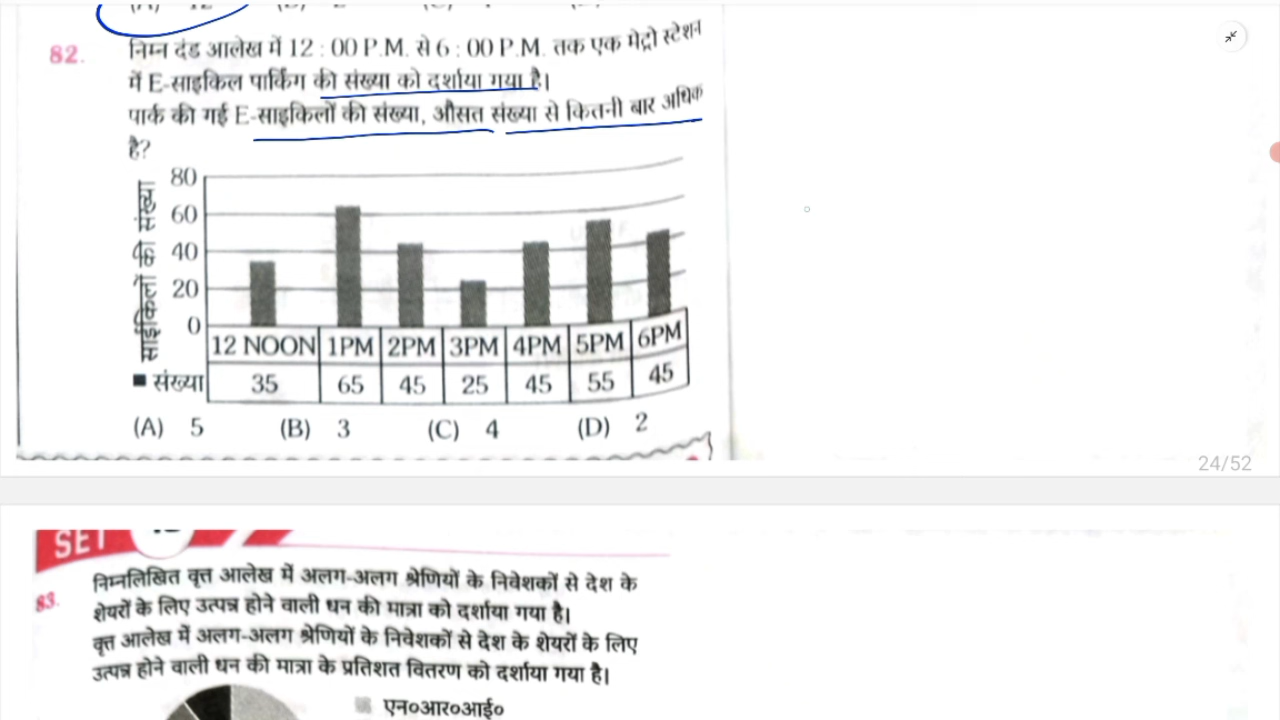 82. निम्न दंड आलेख में 12 : 00 P.M. से 6 : 00 P.M. तक एक मेट्रो स्टेशन
में E-साइकिल पार्किंग की संख्या को दर्शाया गया है।
पार्क की गई E-साइकिलों की संख्या, औसत संख्या से कितनी बार अधिक
है?
साइकिलों की संख्या
80
60
40
20
0
12 NOON 1PM 2PM 3PM 4PM 5PM 6PM
संख्या 35 65 45 25 45 55 45
(A) 5 (B) 3 (C) 4 (D) 2
24/52
SET
83. निम्नलिखित वृत्त आलेख में अलग-अलग श्रेणियों के निवेशकों से देश के
शेयरों के लिए उत्पन्न होने वाली धन की मात्रा को दर्शाया गया है।
वृत्त आलेख में अलग-अलग श्रेणियों के निवेशकों से देश के शेयरों के लिए
उत्पन्न होने वाली धन की मात्रा के प्रतिशत वितरण को दर्शाया गया है।
एन०आर०आई०